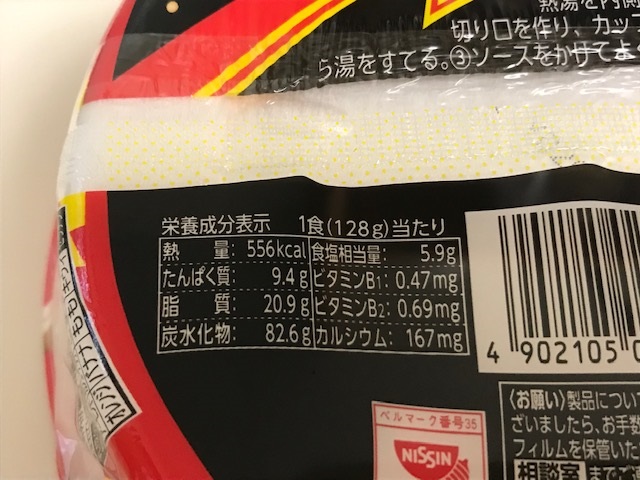 熱湯を内側
切り口を作り、カッ
ら湯をすてる。③ソースをかけてよ
栄養成分表示 1食(128g)当たり
熱量: 556kcal 食塩相当量: 5.9g
たんぱく質: 9.4g ビタミンB1: 0.47mg
脂質: 20.9g ビタミンB2: 0.69mg
炭水化物: 82.6g カルシウム: 167mg
4 902105 0
〈お願い〉製品につい
ざいましたら、お手数
フィルムを保管いた
相談室までご
ベルマーク番号35
NISSIN